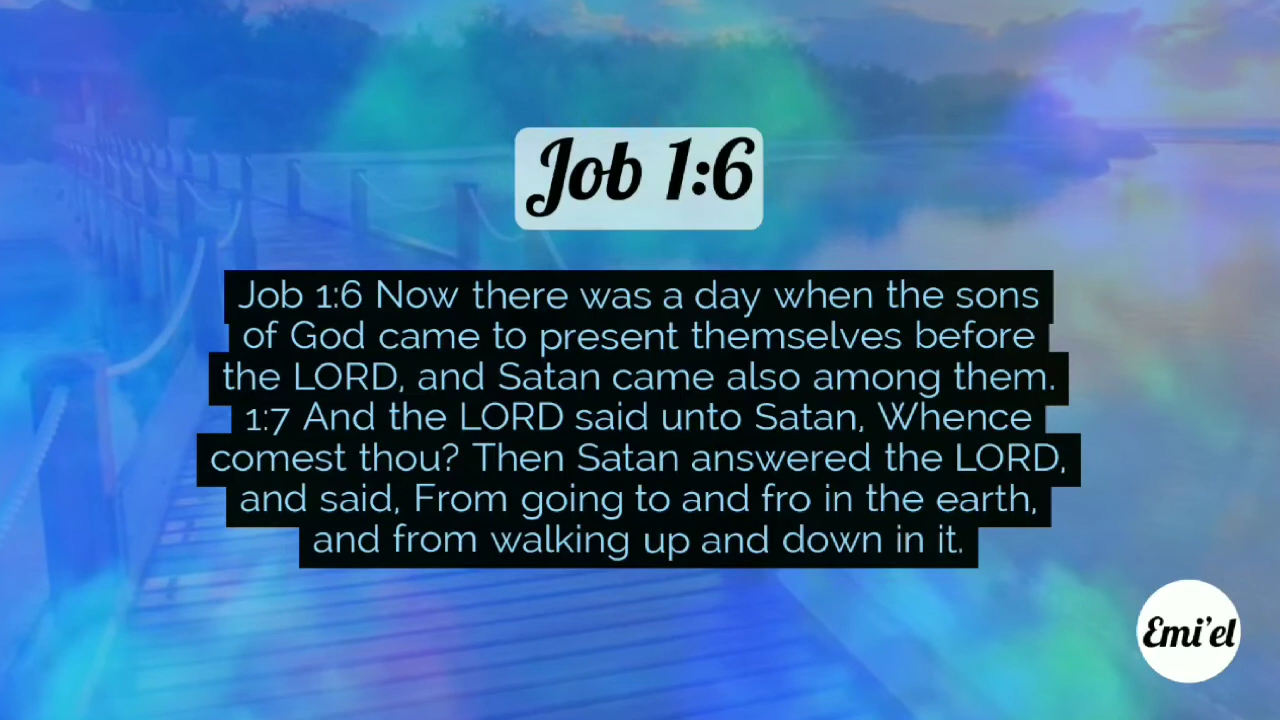 Job 1:6
Job 1:6 Now there was a day when the sons
of God came to present themselves before
the LORD, and Satan came also among them.
1:7 And the LORD said unto Satan, Whence
comest thou? Then Satan answered the LORD,
and said, From going to and fro in the earth,
and from walking up and down in it.
Emi'el